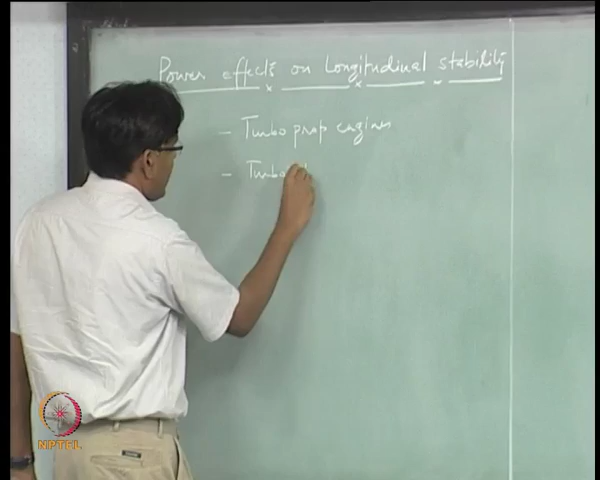 Power effects on Longitudinal stability
- Turbo prop engines
- Turbo
NPTEL